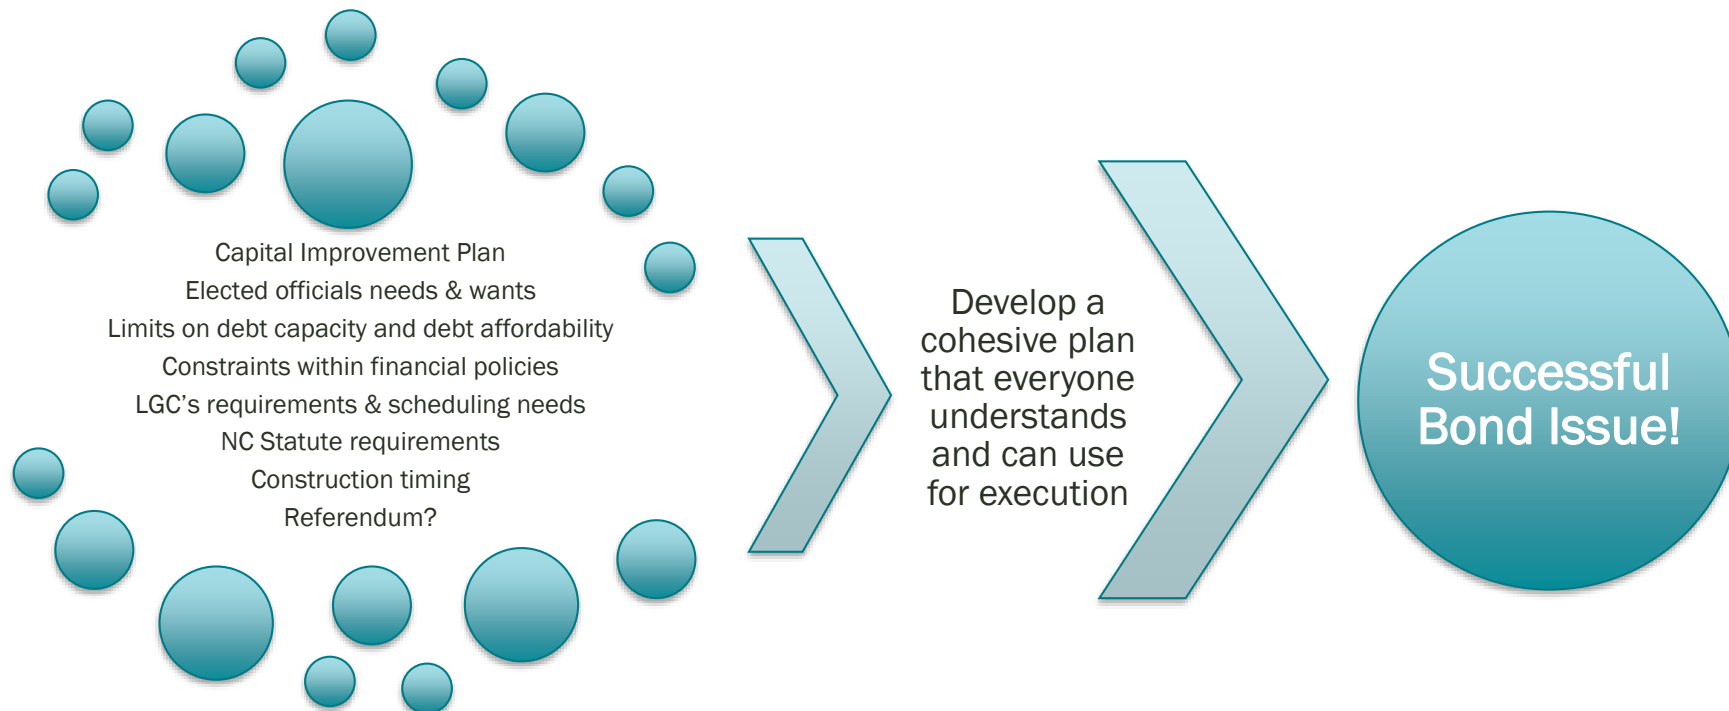 Capital Improvement Plan
Elected officials needs & wants
Limits on debt capacity and debt affordability
Constraints within financial policies
LGC’s requirements & scheduling needs
NC Statute requirements
Construction timing
Referendum?
Develop a
cohesive plan
that everyone
understands
and can use
for execution
Successful
Bond Issue!